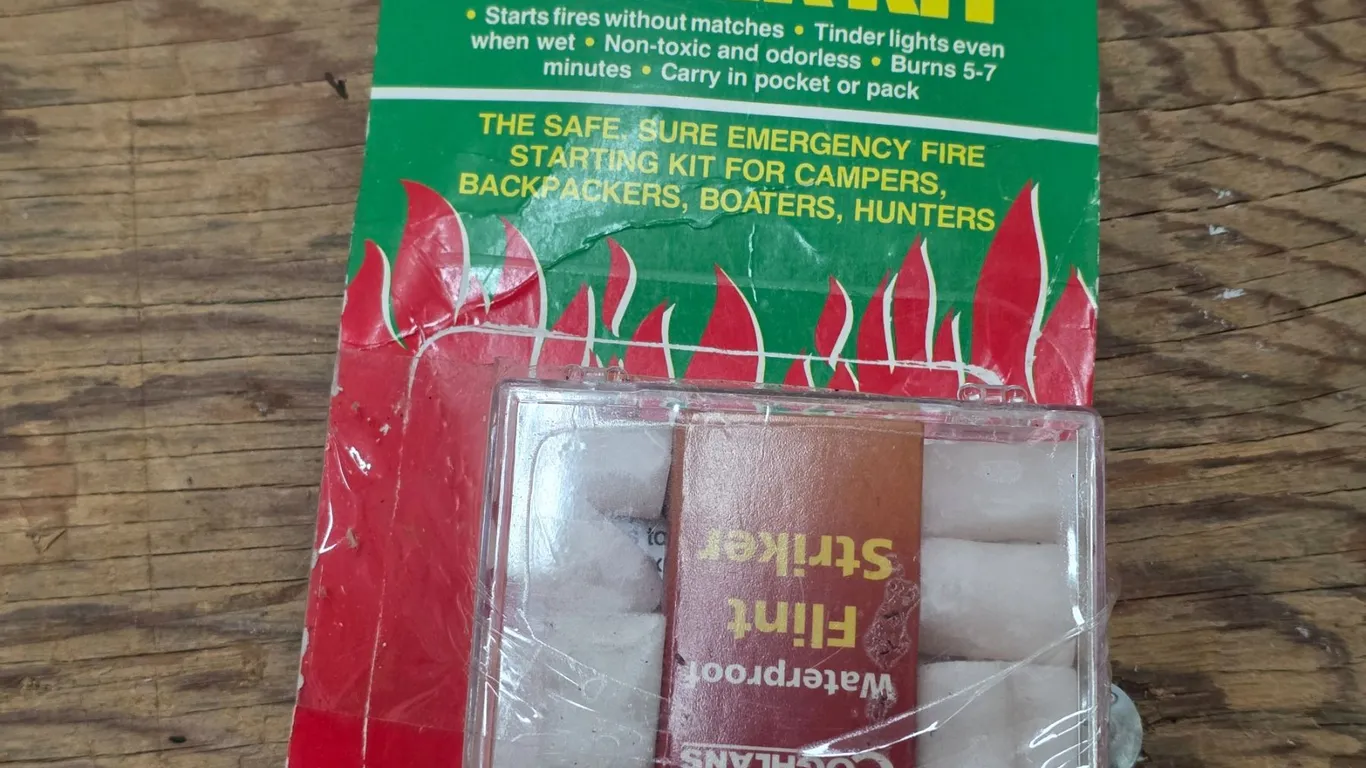 KIT
• Starts fires without matches • Tinder lights even
when wet • Non-toxic and odorless • Burns 5-7
minutes • Carry in pocket or pack
THE SAFE, SURE EMERGENCY FIRE
STARTING KIT FOR CAMPERS,
BACKPACKERS, BOATERS, HUNTERS
COGHLANS
Waterproof
Flint
Striker